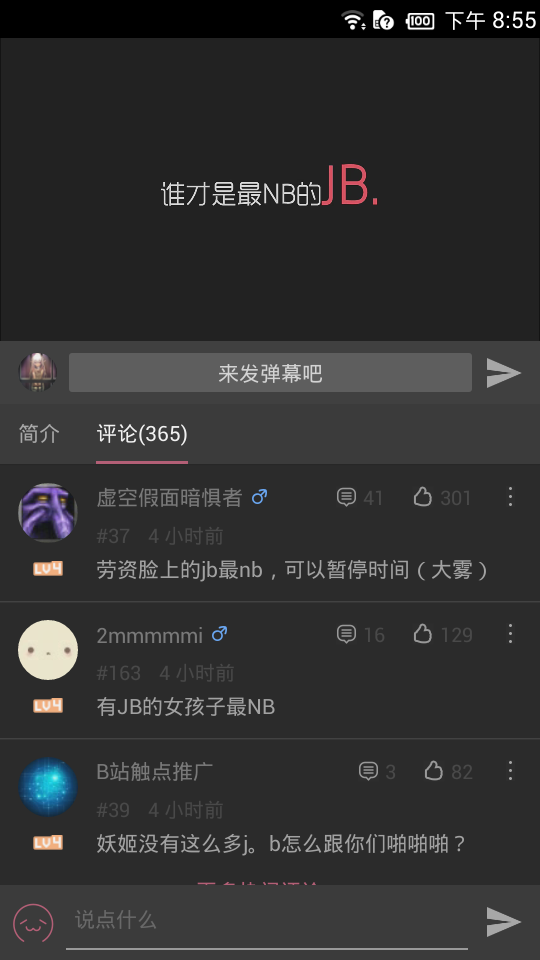 100 下午 8:55
谁才是最NB的JB.
来发弹幕吧
简介 评论(365)
虚空假面暗惧者 ♂ 41 301
#37 4 小时前
LV4
劳资脸上的jb最nb，可以暂停时间（大雾）
2mmmmmi ♂ 16 129
#163 4 小时前
LV4
有JB的女孩子最NB
B站触点推广 3 82
#39 4 小时前
LV4
妖姬没有这么多j。b怎么跟你们啪啪啪？
说点什么